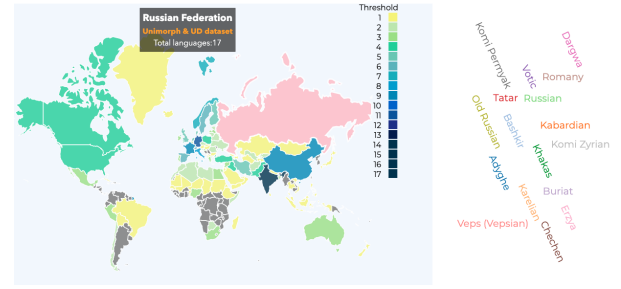 Russian Federation
Unimorph & UD dataset
Total languages:17
Threshold
1
2
3
4
5
6
7
8
9
10
11
12
13
14
15
16
17
Komi Permyak
Dargwa
Votic
Romany
Tatar
Russian
Old Russian
Bashkir
Kabardian
Komi Zyrian
Khakas
Adyghe
Buriat
Karelian
Erzya
Veps (Vepsian)
Chechen